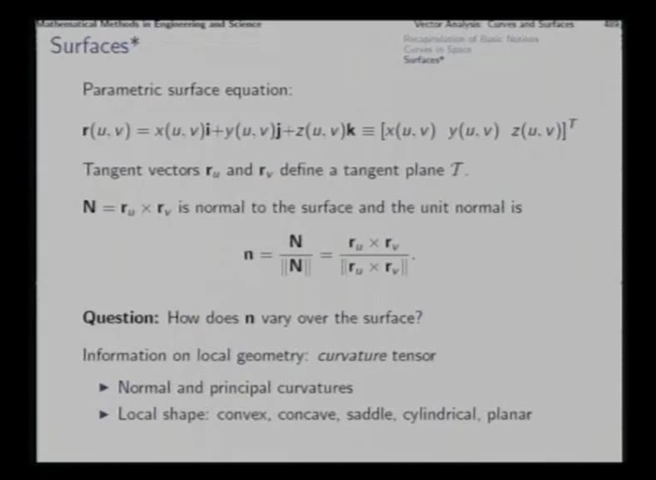 Mathematical Methods in Engineering and Science
Vector Analysis: Curves and Surfaces
Surfaces*
Recapitulation of Basic Notions
Curves in Space
Surfaces*
Parametric surface equation:
r(u, v) = x(u, v)i+y(u, v)j+z(u, v)k ≡ [x(u, v) y(u, v) z(u, v)]^T
Tangent vectors r_u and r_v define a tangent plane 𝒯.
N = r_u × r_v is normal to the surface and the unit normal is
n = N/‖N‖ = r_u × r_v/‖r_u × r_v‖.
Question: How does n vary over the surface?
Information on local geometry: curvature tensor
► Normal and principal curvatures
► Local shape: convex, concave, saddle, cylindrical, planar